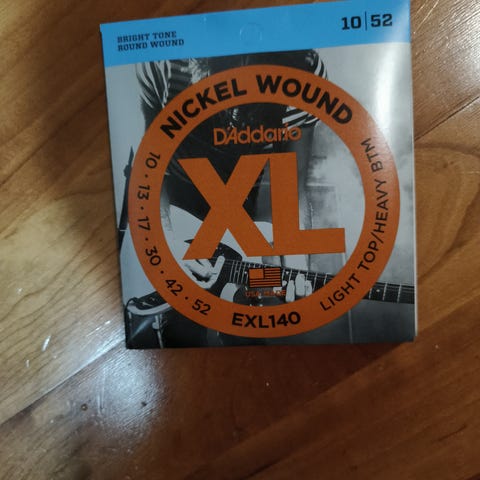 BRIGHT TONE
ROUND WOUND
10|52
NICKEL WOUND
D'Addario
XL
10 • 13 • 17 • 30 • 42 • 52
LIGHT TOP/HEAVY BTM
EXL140